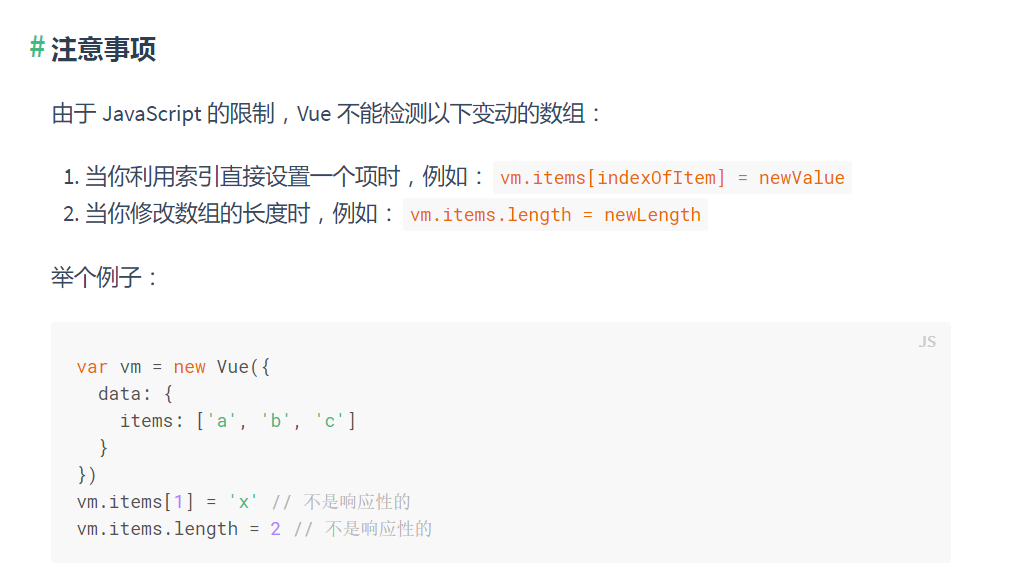 # 注意事项
由于 JavaScript 的限制，Vue 不能检测以下变动的数组：
1. 当你利用索引直接设置一个项时，例如： vm.items[indexOfItem] = newValue
2. 当你修改数组的长度时，例如： vm.items.length = newLength
举个例子：
JS
var vm = new Vue({
  data: {
    items: ['a', 'b', 'c']
  }
})
vm.items[1] = 'x' // 不是响应性的
vm.items.length = 2 // 不是响应性的